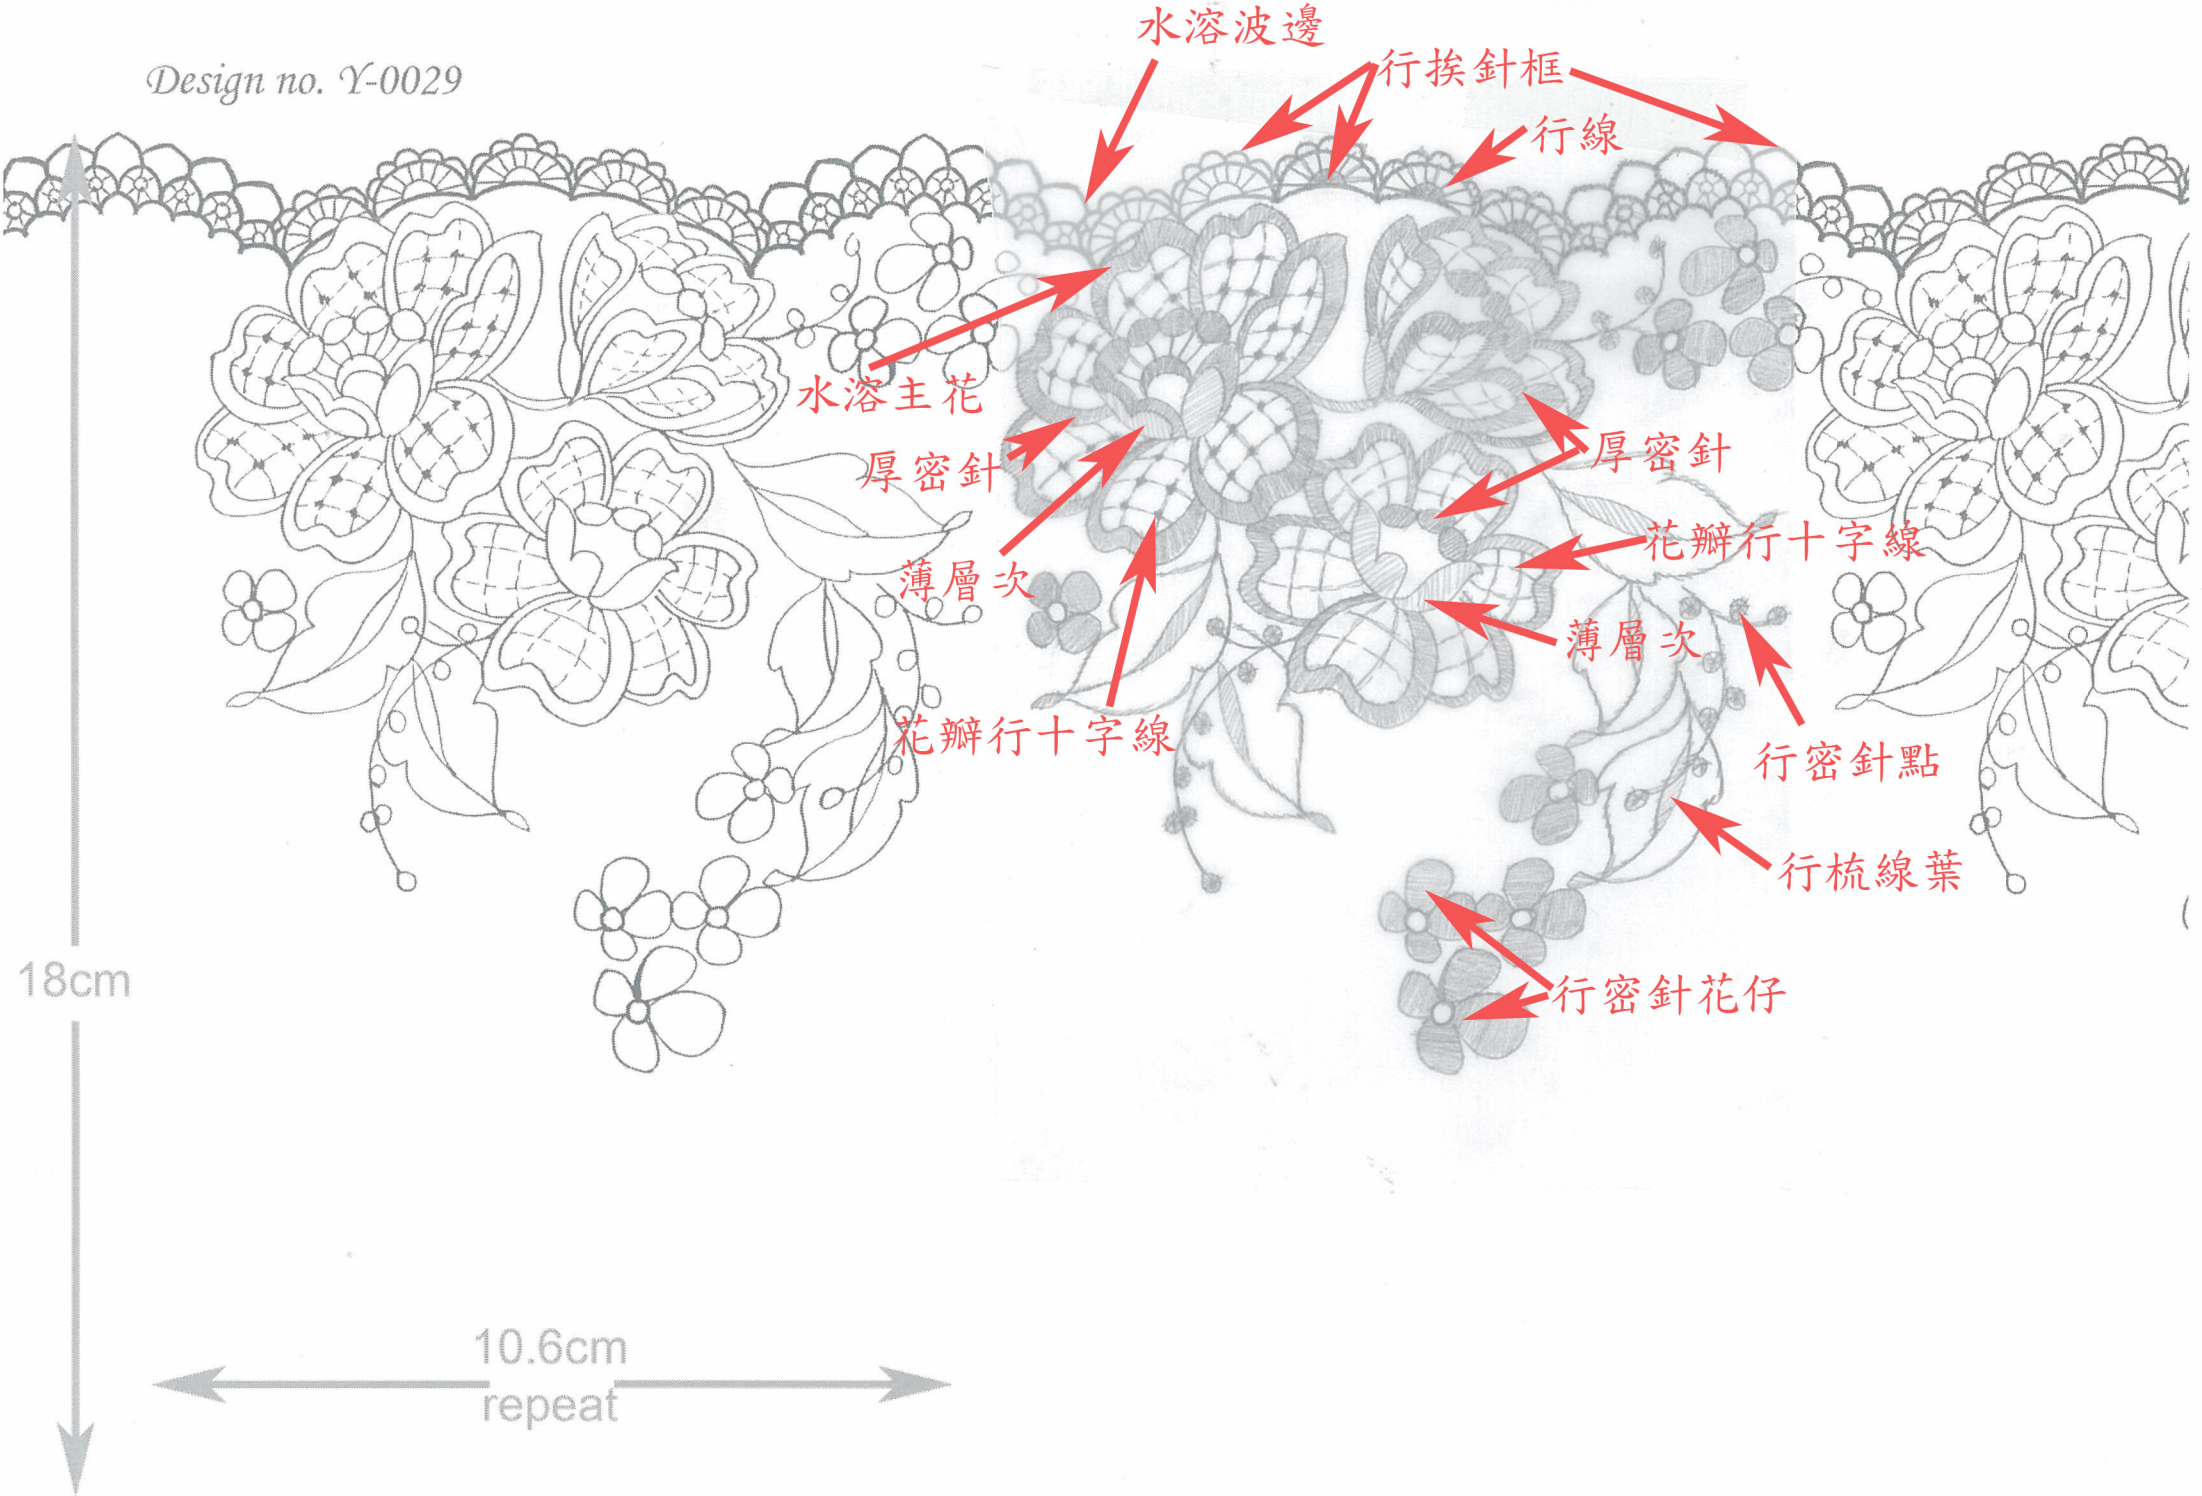 水溶波邊
行挨針框
Design no. Y-0029
行線
水溶主花
厚密針
厚密針
花瓣行十字線
薄層次
薄層次
花瓣行十字線
行密針點
行梳線葉
18cm
行密針花仔
10.6cm
repeat